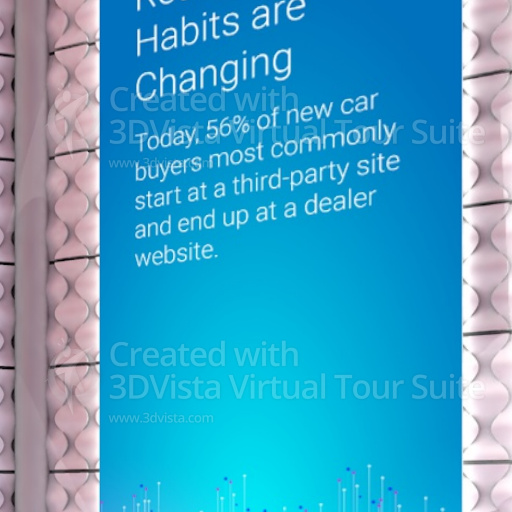 Habits are
Changing
Today, 56% of new car
buyers most commonly
start at a third-party site
and end up at a dealer
website.
Created with
3DVista Virtual Tour Suite
www.3dvista.com
Created with
3DVista Virtual Tour Suite
www.3dvista.com